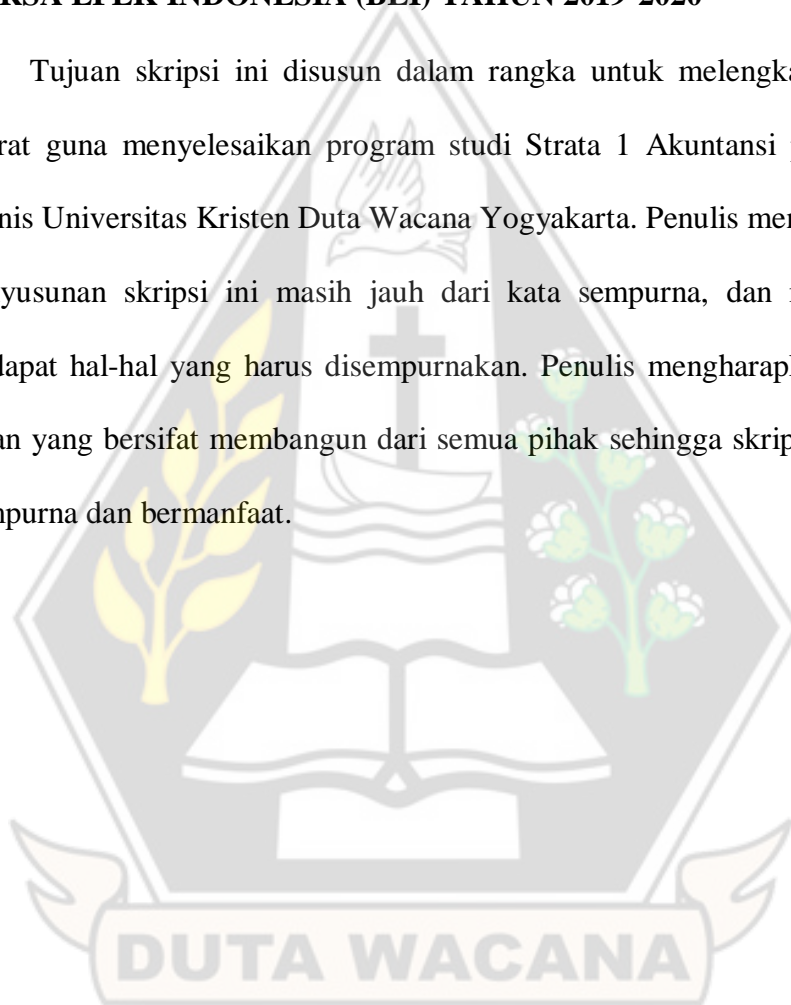 RSA EFEK INDONESIA (BEI) TAHUN 2019-2020
Tujuan skripsi ini disusun dalam rangka untuk melengka
rat guna menyelesaikan program studi Strata 1 Akuntansi
nis Universitas Kristen Duta Wacana Yogyakarta. Penulis men
yusunan skripsi ini masih jauh dari kata sempurna, dan
dapat hal-hal yang harus disempurnakan. Penulis mengharap
an yang bersifat membangun dari semua pihak sehingga skrip
purna dan bermanfaat.
DUTA WACANA